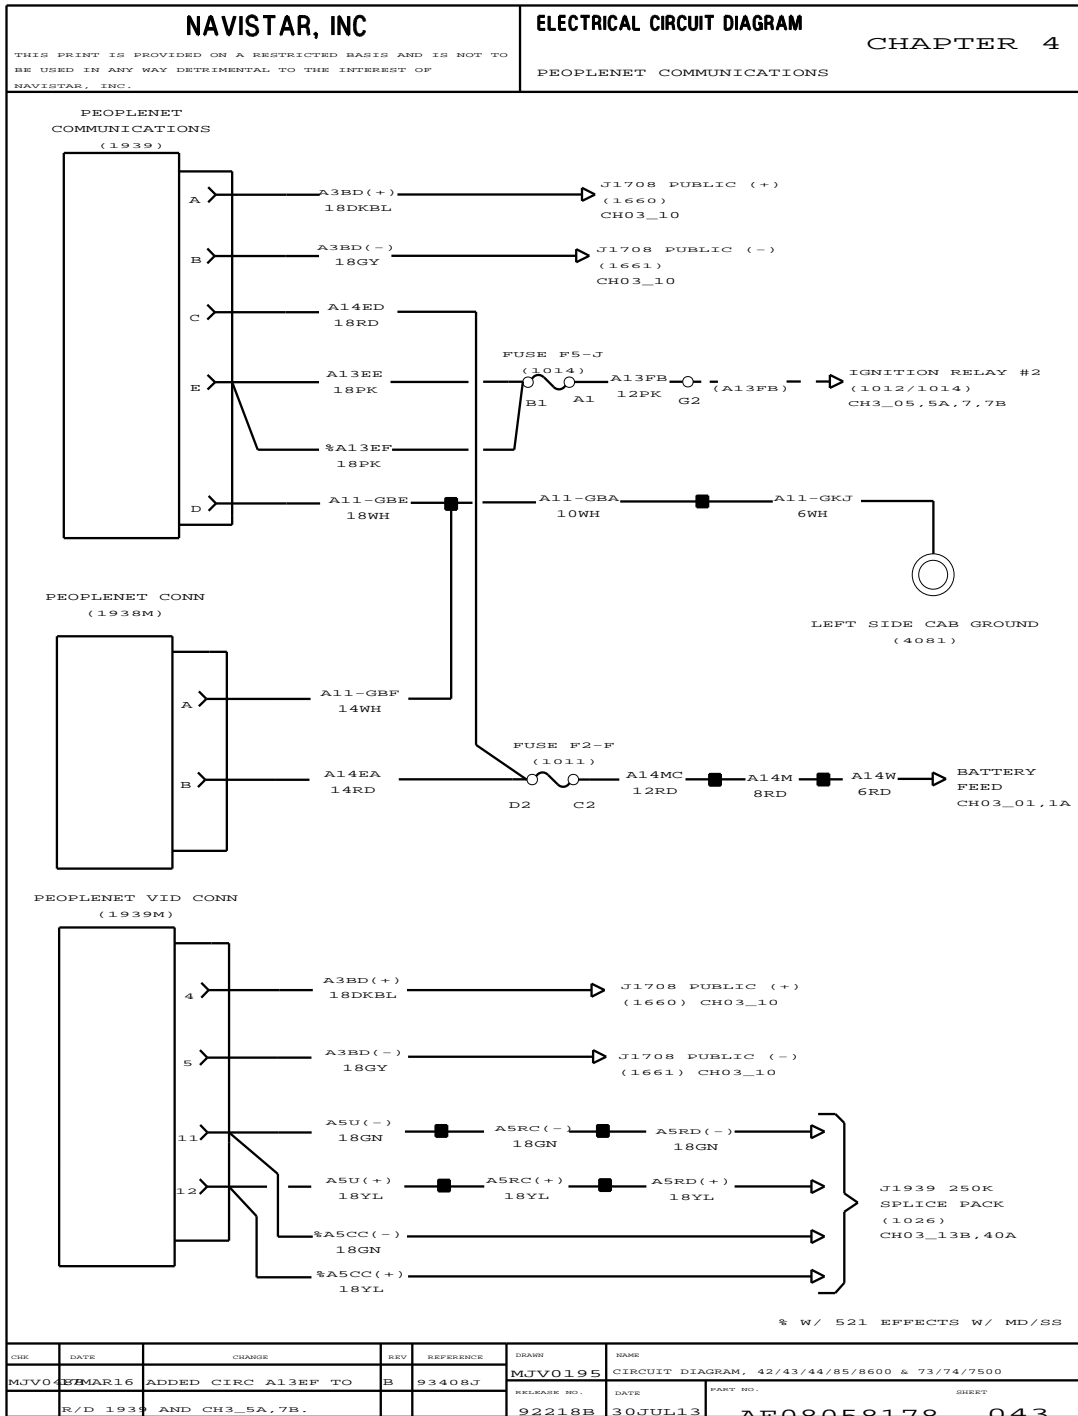 NAVISTAR, INC
THIS PRINT IS PROVIDED ON A RESTRICTED BASIS AND IS NOT TO
BE USED IN ANY WAY DETRIMENTAL TO THE INTEREST OF
NAVISTAR, INC.
ELECTRICAL CIRCUIT DIAGRAM
CHAPTER 4
PEOPLENET COMMUNICATIONS
PEOPLENET
COMMUNICATIONS
(1939)
A
A3BD(+)
18DKBL
J1708 PUBLIC (+)
(1660)
CH03_10
B
A3BD(-)
18GY
J1708 PUBLIC (-)
(1661)
CH03_10
C
A14ED
18RD
E
A13EE
18PK
FUSE F5-J
(1014)
B1
A1
A13FB
12PK
G2
(A13FB)
IGNITION RELAY #2
(1012/1014)
CH3_05,5A,7,7B
%A13EF
18PK
D
A11-GBE
18WH
A11-GBA
10WH
A11-GKJ
6WH
LEFT SIDE CAB GROUND
(4081)
PEOPLENET CONN
(1938M)
A
A11-GBF
14WH
B
A14EA
14RD
FUSE F2-F
(1011)
D2
C2
A14MC
12RD
A14M
8RD
A14W
6RD
BATTERY
FEED
CH03_01,1A
PEOPLENET VID CONN
(1939M)
4
A3BD(+)
18DKBL
J1708 PUBLIC (+)
(1660) CH03_10
5
A3BD(-)
18GY
J1708 PUBLIC (-)
(1661) CH03_10
11
A5U(-)
18GN
A5RC(-)
18GN
A5RD(-)
18GN
12
A5U(+)
18YL
A5RC(+)
18YL
A5RD(+)
18YL
%A5CC(-)
18GN
%A5CC(+)
18YL
J1939 250K
SPLICE PACK
(1026)
CH03_13B,40A
% W/ 521 EFFECTS W/ MD/SS
CHK DATE CHANGE REV REFERENCE
MAR16 ADDED CIRC A13EF TO B 93408J
R/D 1939 AND CH3_5A,7B.
DRAWN
MJV0195
NAME
CIRCUIT DIAGRAM, 42/43/44/85/8600 & 73/74/7500
RELEASE NO.
92218B
DATE
30JUL13
PART NO.
AE08058178
SHEET
043